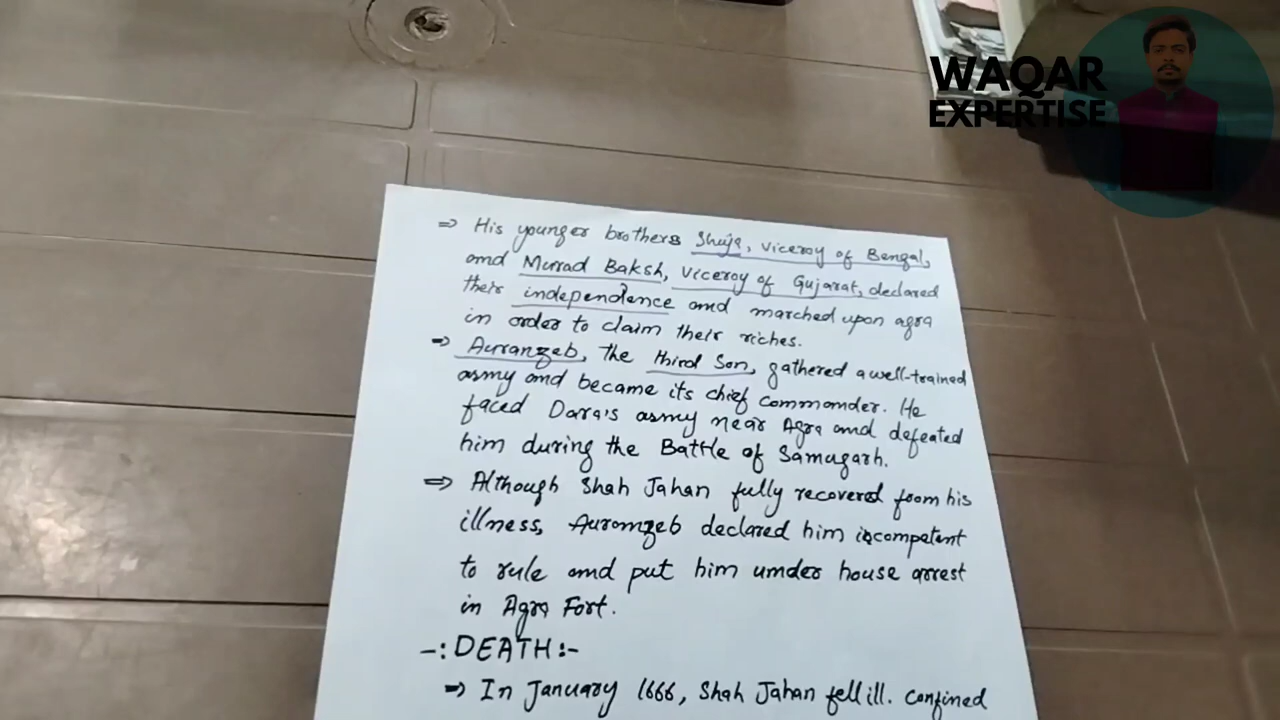 WAQAR
EXPERTISE
⇒ His younger brothers Shuja, viceroy of Bengal,
and Murad Baksh, viceroy of Gujarat, declared
their independence and marched upon agra
in order to claim their riches.
⇒ Auranzeb, the third Son, gathered a well-trained
army and became its chief commander. He
faced Dara's army near Agra and defeated
him during the Battle of Samugarh.
⇒ Although Shah Jahan fully recovered from his
illness, Auranzeb declared him incompetent
to rule and put him under house arrest
in Agra Fort.
-:DEATH:-
⇒ In January 1666, Shah Jahan fell ill. Confined